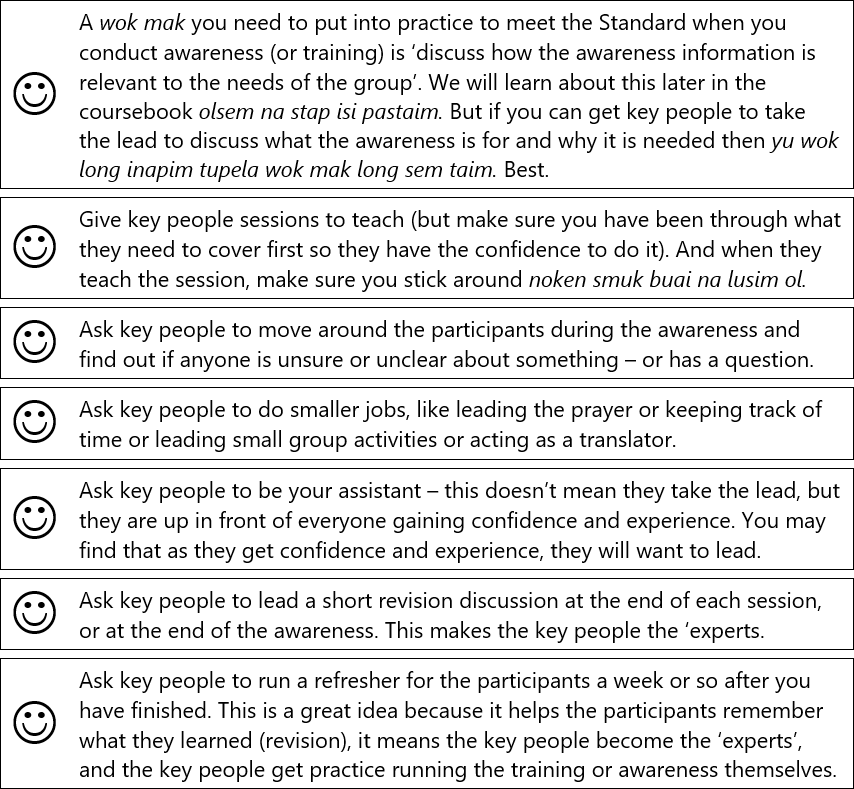 A wok mak you need to put into practice to meet the Standard when you
conduct awareness (or training) is ‘discuss how the awareness information is
relevant to the needs of the group’. We will learn about this later in the
coursebook olsem na stap isi pastaim. But if you can get key people to take
the lead to discuss what the awareness is for and why it is needed then yu wok
long inapim tupela wok mak long sem taim. Best.
Give key people sessions to teach (but make sure you have been through what
they need to cover first so they have the confidence to do it). And when they
teach the session, make sure you stick around noken smuk buai na lusim ol.
Ask key people to move around the participants during the awareness and
find out if anyone is unsure or unclear about something – or has a question.
Ask key people to do smaller jobs, like leading the prayer or keeping track of
time or leading small group activities or acting as a translator.
Ask key people to be your assistant – this doesn’t mean they take the lead, but
they are up in front of everyone gaining confidence and experience. You may
find that as they get confidence and experience, they will want to lead.
Ask key people to lead a short revision discussion at the end of each session,
or at the end of the awareness. This makes the key people the ‘experts.
Ask key people to run a refresher for the participants a week or so after you
have finished. This is a great idea because it helps the participants remember
what they learned (revision), it means the key people become the ‘experts’,
and the key people get practice running the training or awareness themselves.